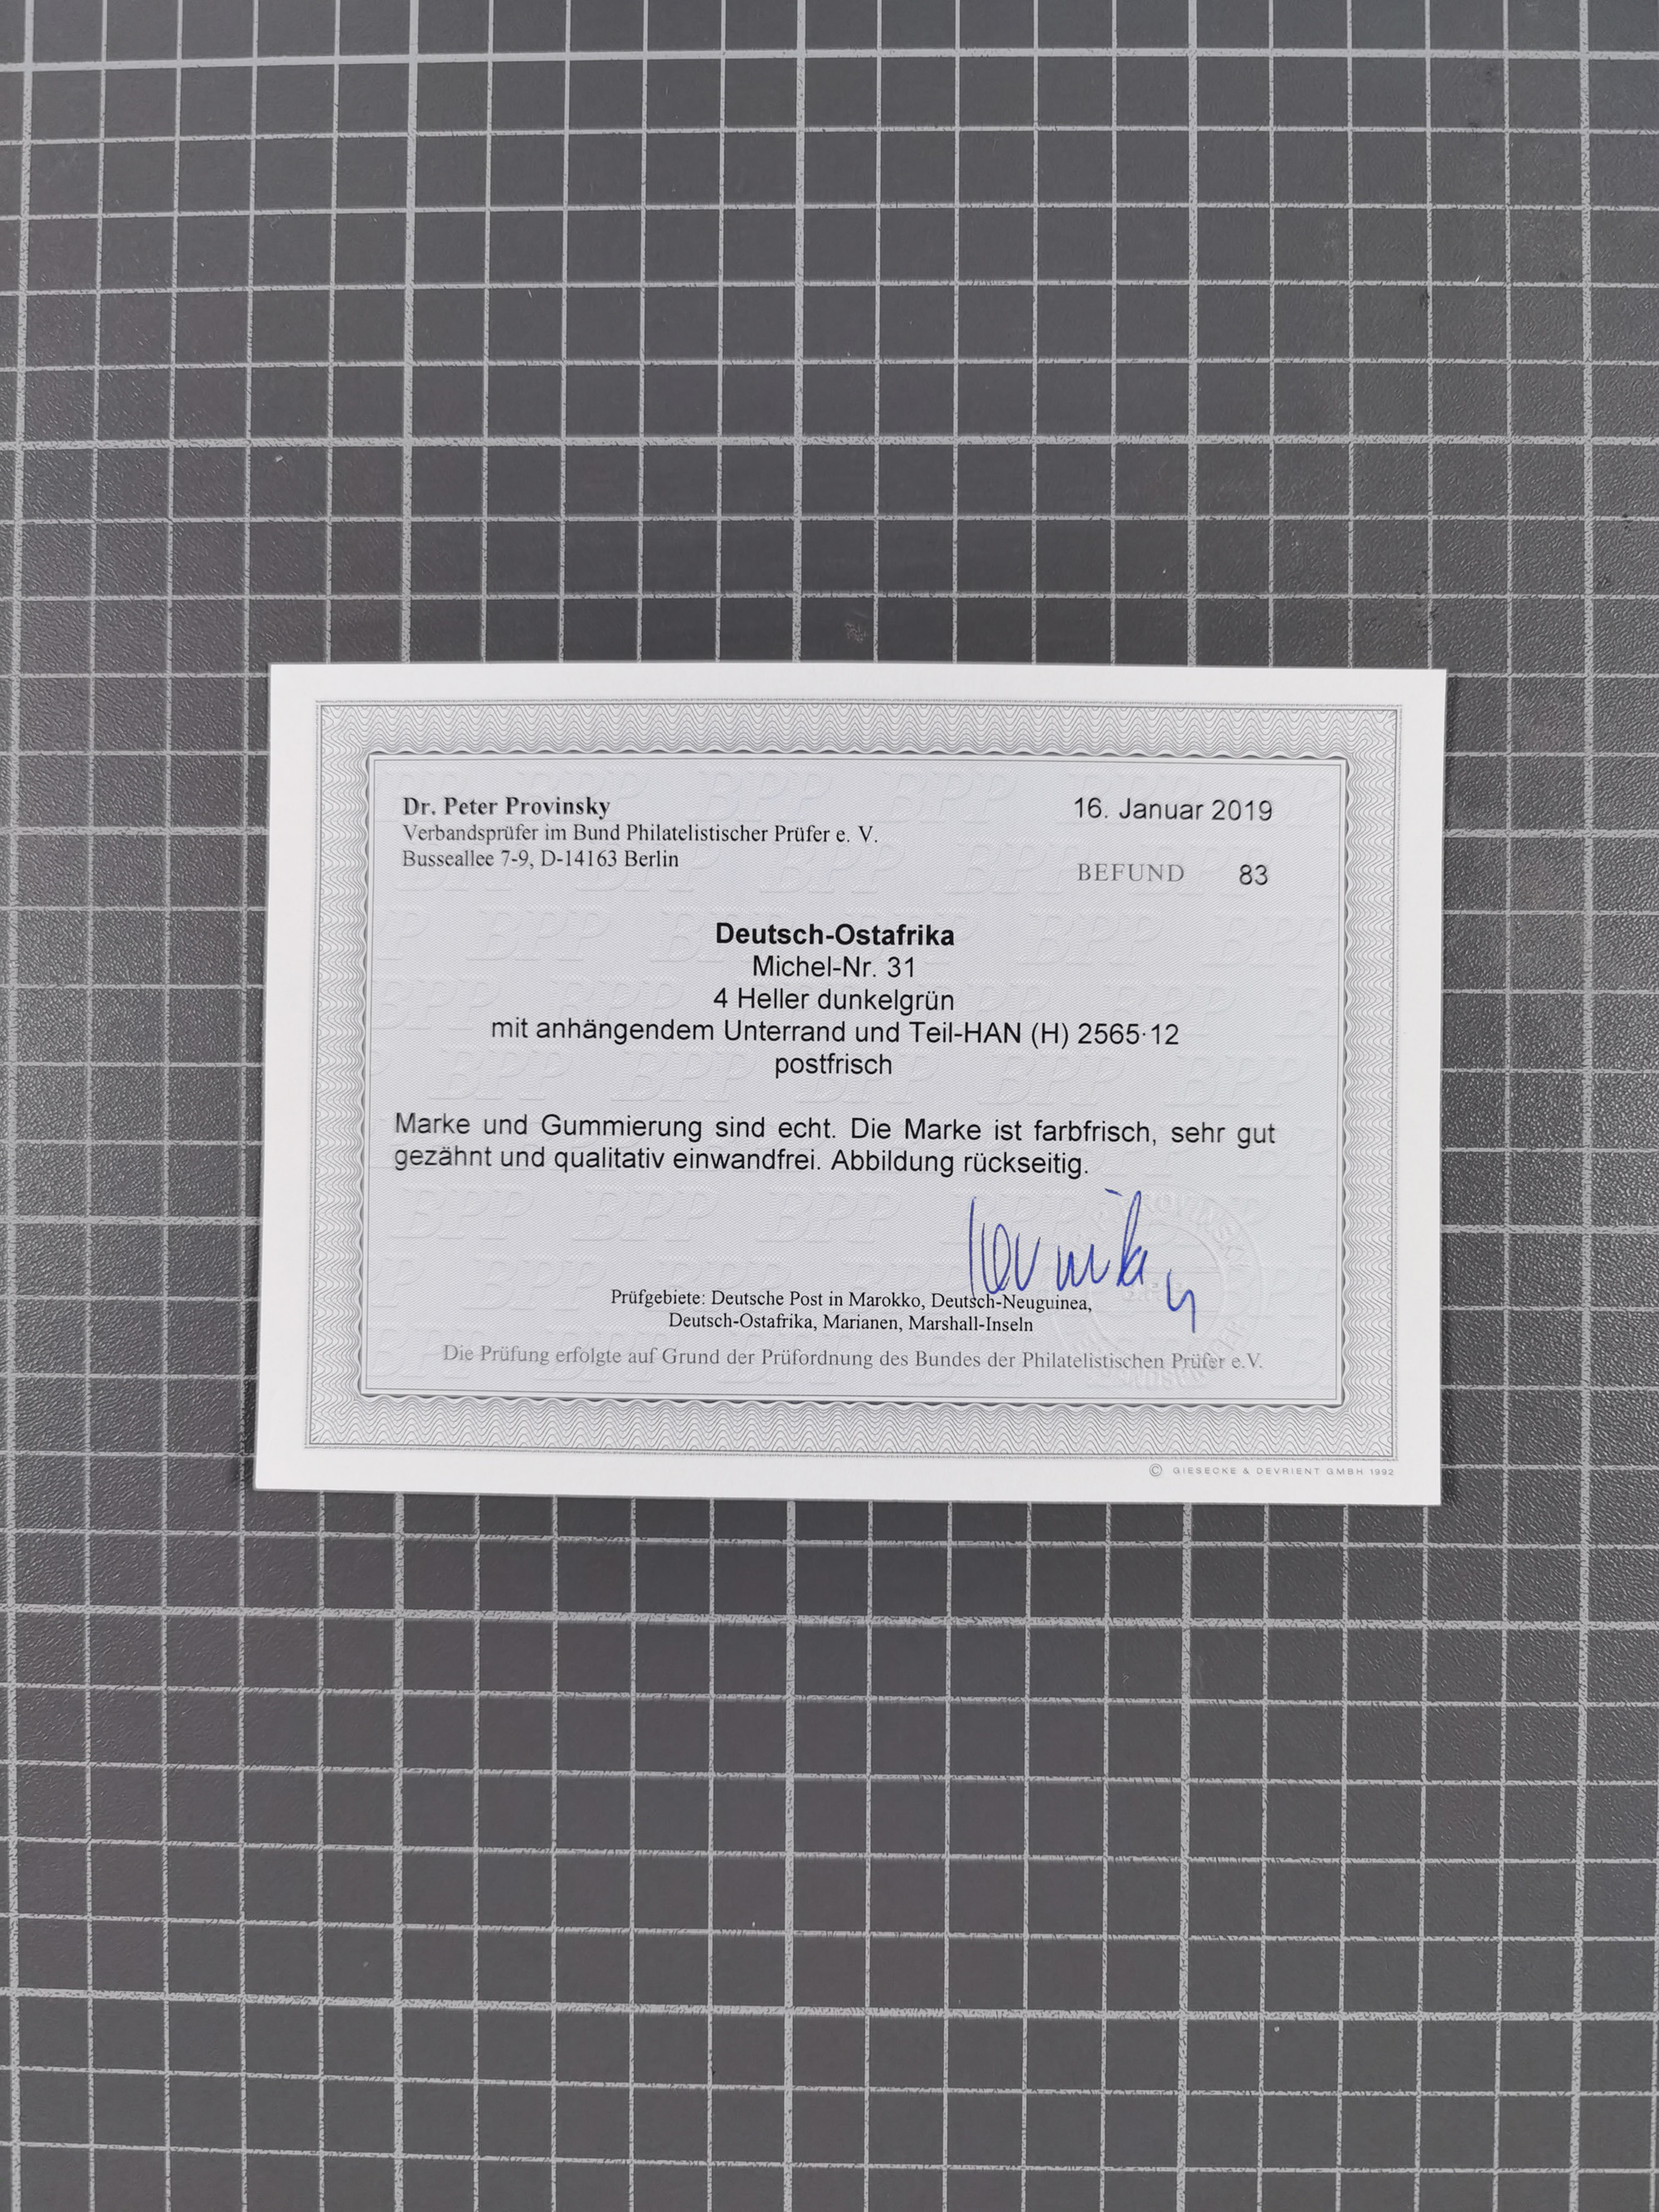 Dr. Peter Provinsky
Verbandsprüfer im Bund Philatelistischer Prüfer e. V.
Busseallee 7-9, D-14163 Berlin
16. Januar 2019
BEFUND 83
Deutsch-Ostafrika
Michel-Nr. 31
4 Heller dunkelgrün
mit anhängendem Unterrand und Teil-HAN (H) 2565·12
postfrisch
Marke und Gummierung sind echt. Die Marke ist farbfrisch, sehr gut
gezähnt und qualitativ einwandfrei. Abbildung rückseitig.
Prüfgebiete: Deutsche Post in Marokko, Deutsch-Neuguinea,
Deutsch-Ostafrika, Marianen, Marshall-Inseln
Die Prüfung erfolgte auf Grund der Prüfordnung des Bundes der Philatelistischen Prüfer e.V.
© GIESECKE & DEVRIENT GMBH 1992